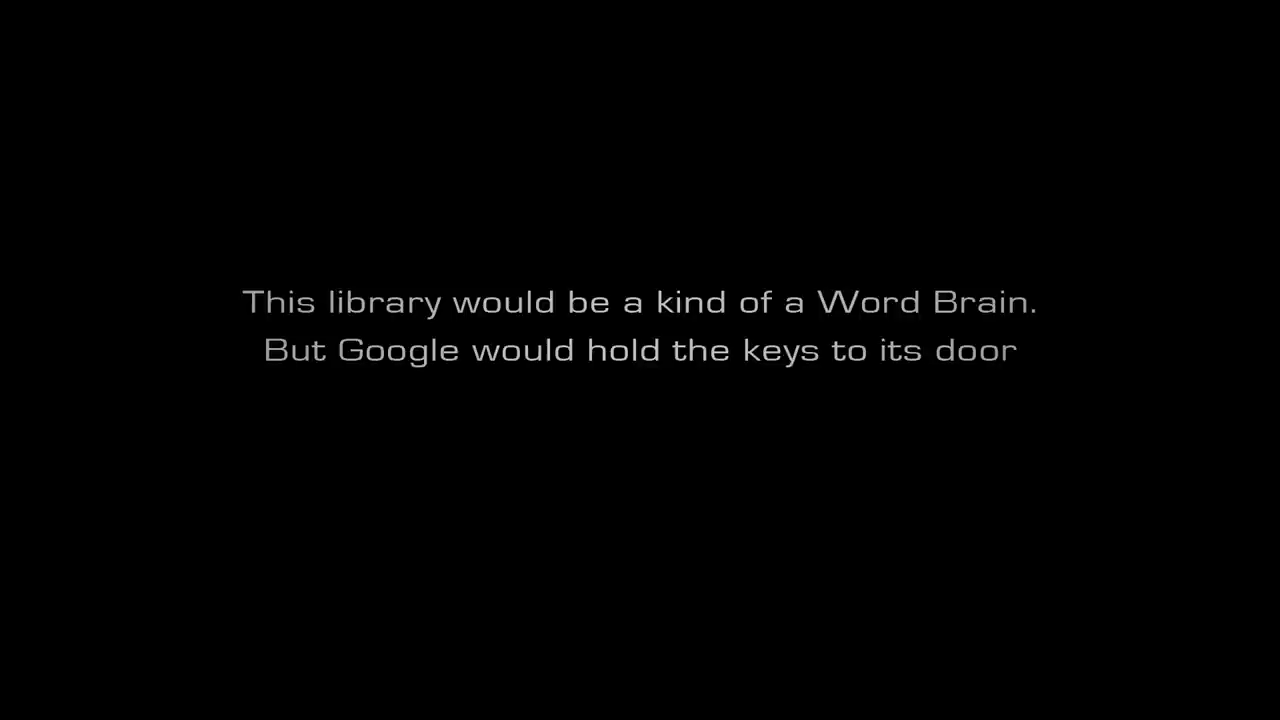 This library would be a kind of a Word Brain.
But Google would hold the keys to its door